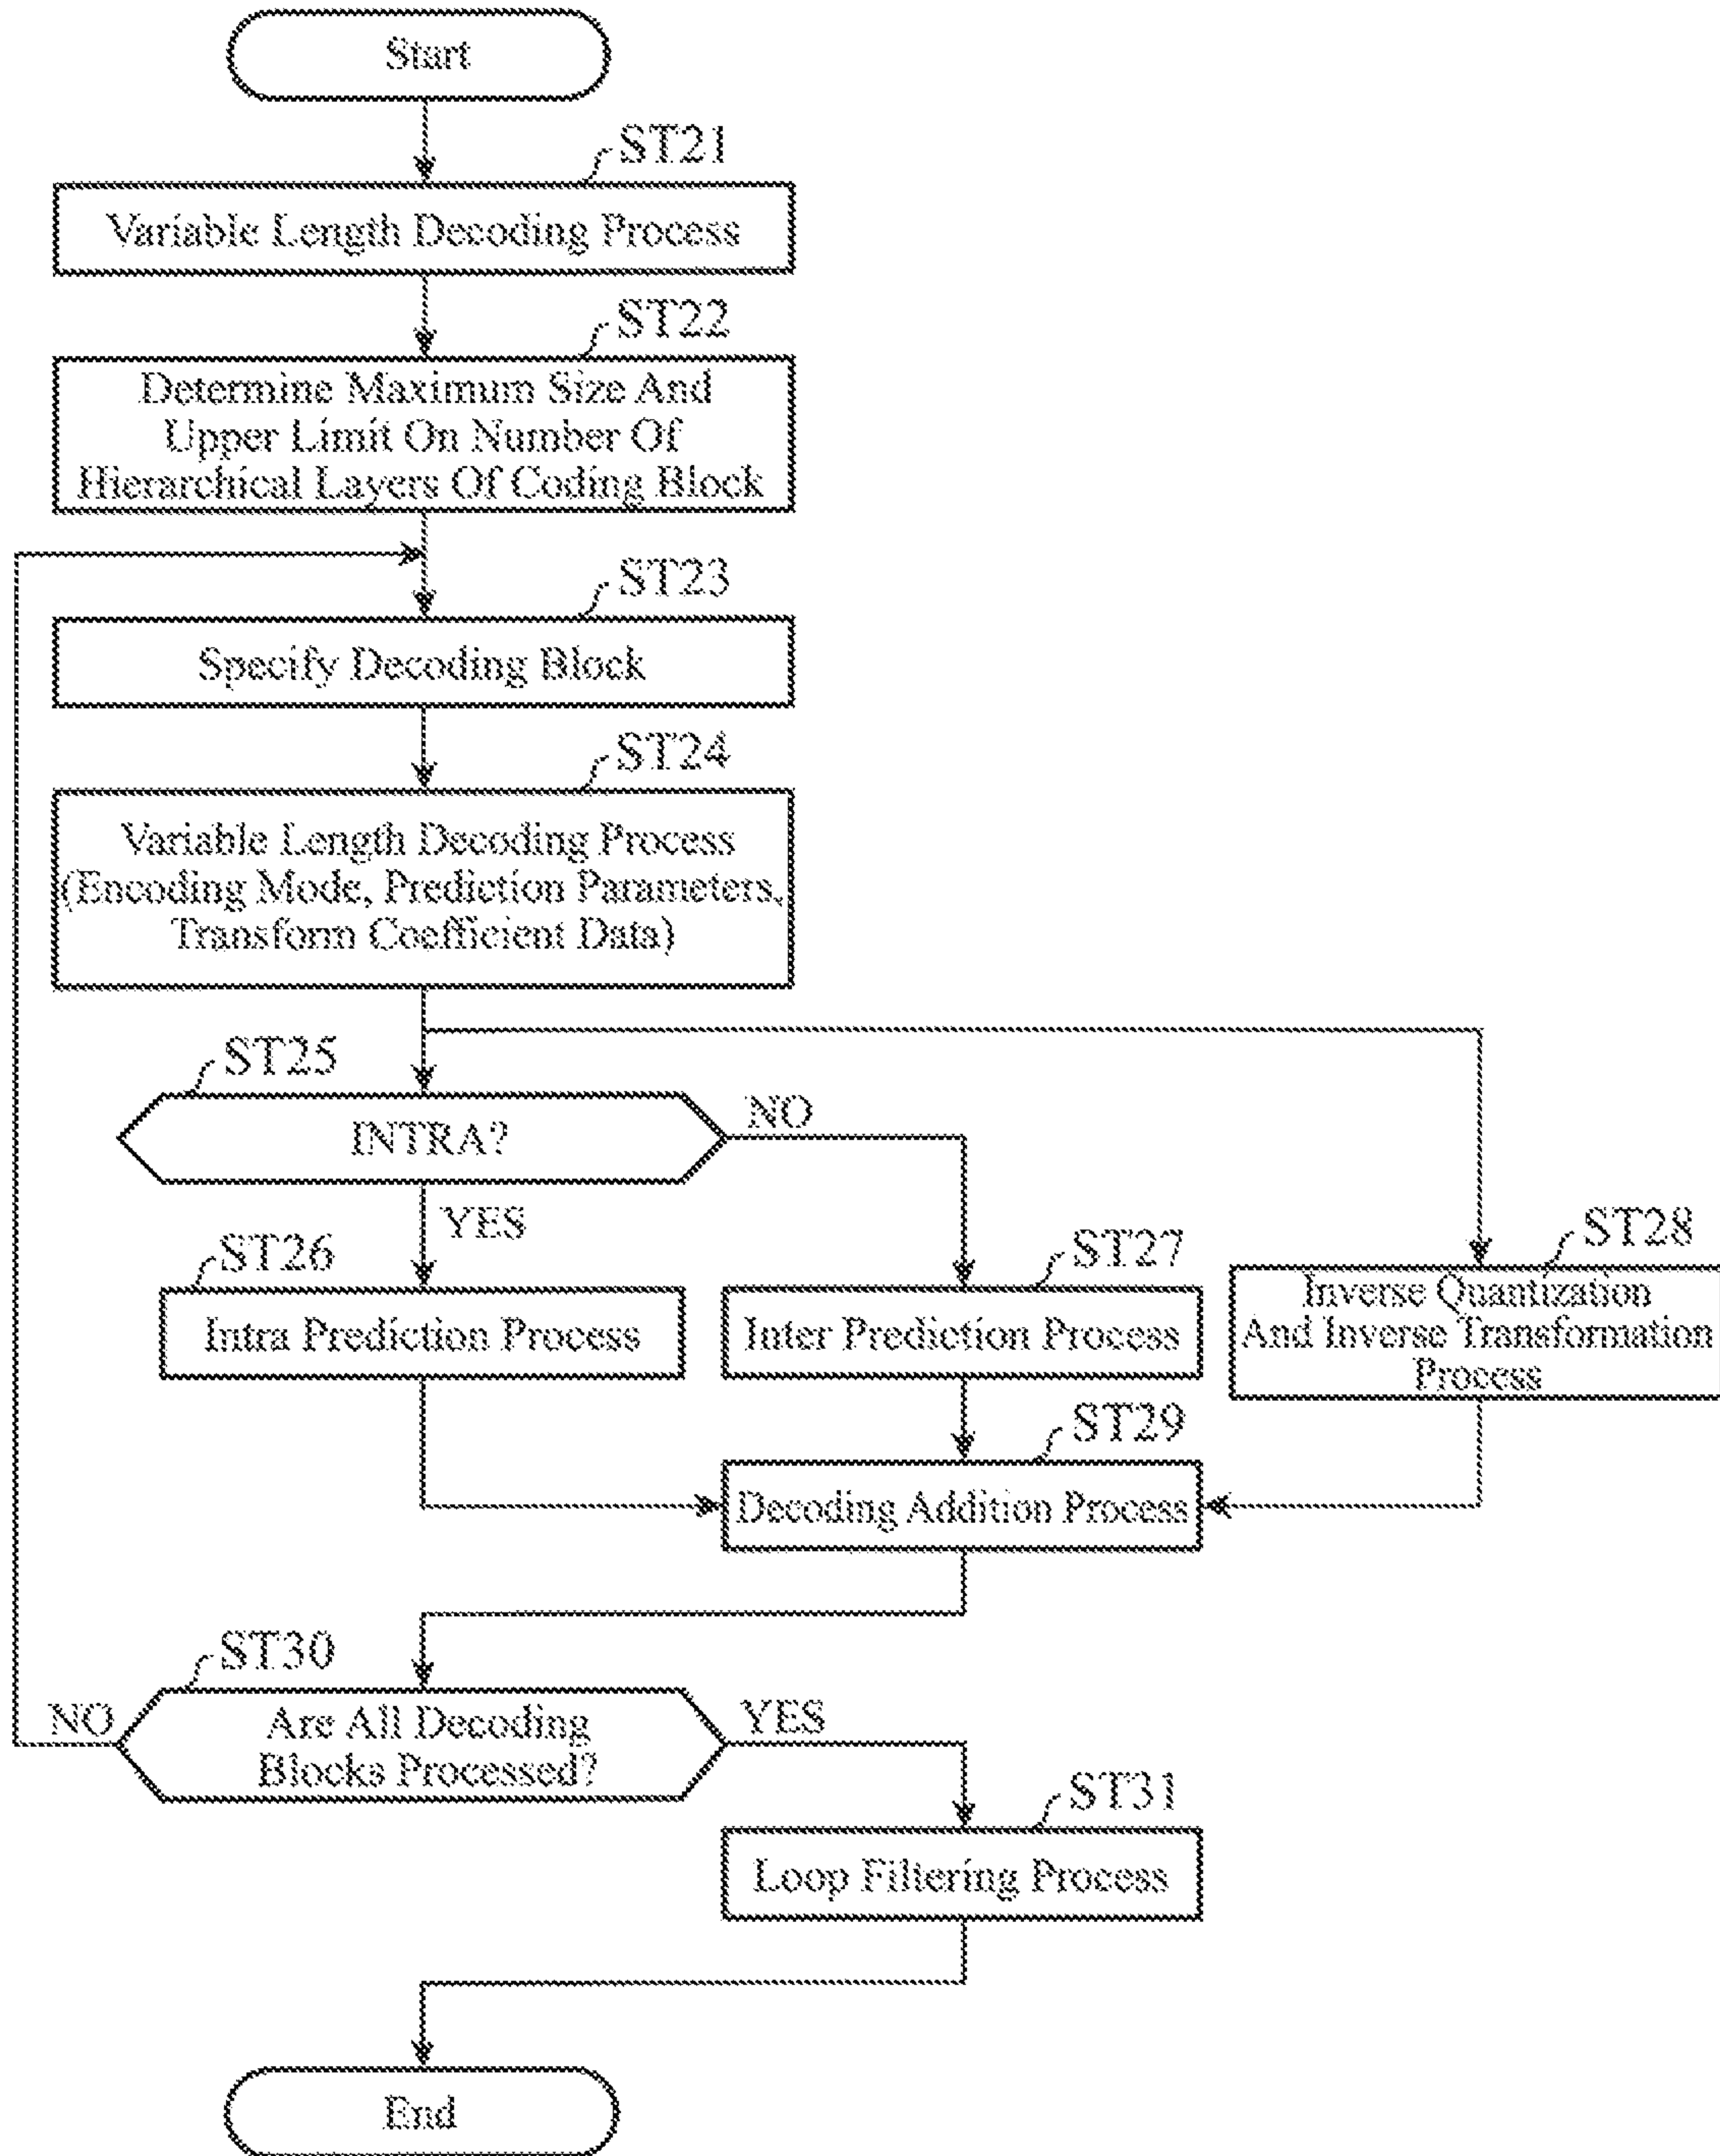 Start
ST21
Variable Length Decoding Process
ST22
Determine Maximum Size And
Upper Limit On Number Of
Hierarchical Layers Of Coding Block
ST23
Specify Decoding Block
ST24
Variable Length Decoding Process
(Encoding Mode, Prediction Parameters,
Transform Coefficient Data)
ST25
INTRA?
NO
YES
ST26
Intra Prediction Process
ST27
Inter Prediction Process
ST28
Inverse Quantization
And Inverse Transformation
Process
ST29
Decoding Addition Process
ST30
NO
Are All Decoding
Blocks Processed?
YES
ST31
Loop Filtering Process
End